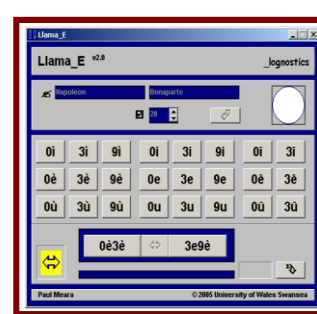 Llama_E
Llama_E v2.0 _lognostics
Napoleon Bonaparte
20
0ì 3ì 9ì 0i 3i 9i 0ï 3ï
0è 3è 9è 0e 3e 9e 0ê 3ê
0ù 3ù 9ù 0u 3u 9u 0û 3û
0è3è ⇔ 3e9è
Paul Meara © 2005 University of Wales Swansea